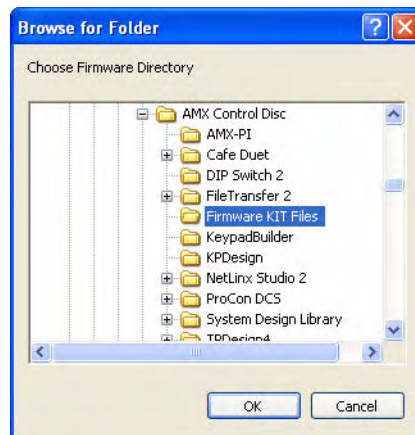 Browse for Folder
Choose Firmware Directory
AMX Control Disc
AMX-PI
Cafe Duet
DIP Switch 2
FileTransfer 2
Firmware KIT Files
KeypadBuilder
KPDesign
NetLinx Studio 2
ProCon DCS
System Design Library
TPDesign4
OK Cancel